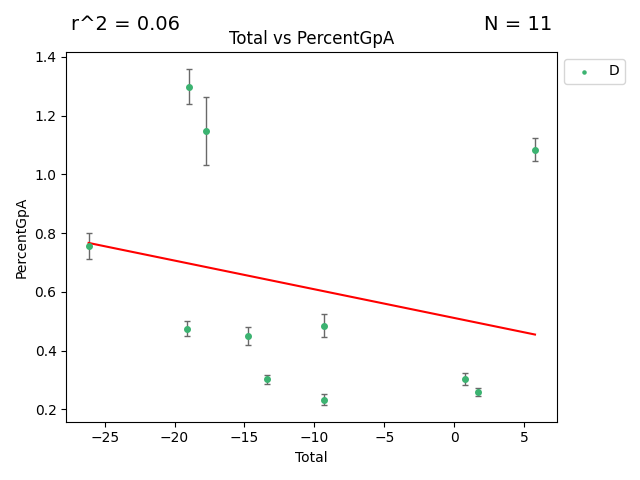 r^2 = 0.06
N = 11
Total vs PercentGpA
D
1.4
1.2
1.0
0.8
0.6
0.4
0.2
PercentGpA
−25
−20
−15
−10
−5
0
5
Total